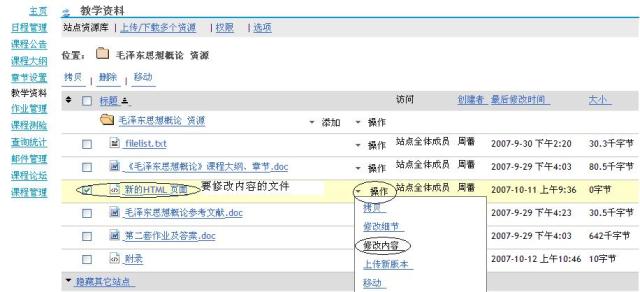 主页
日程管理
课程公告
课程大纲
章节设置
教学资料
作业管理
课程测验
查询统计
邮件管理
课程论坛
课程管理
教学资料
站点资源库 | 上传/下载多个资源 | 权限 | 选项
位置: 毛泽东思想概论 资源
拷贝 | 删除 | 移动
标题 访问 创建者 最后修改时间 大小
毛泽东思想概论 资源 添加 操作
filelist.txt 操作 站点全体成员 周蕾 2007-9-30 下午2:20 30.3千字节
《毛泽东思想概论》课程大纲、章节.doc 操作 站点全体成员 周蕾 2007-9-29 下午4:03 80.5千字节
新的HTML 页面 要修改内容的文件 操作 站点全体成员 周蕾 2007-10-11 上午9:36 0字节
毛泽东思想概论参考文献.doc 2007-9-29 下午4:23 30.5千字节
第二套作业及答案.doc 2007-9-29 下午4:03 642千字节
附录 2007-10-12 上午10:46 10字节
拷贝
修改细节
修改内容
上传新版本
移动
隐藏其它站点